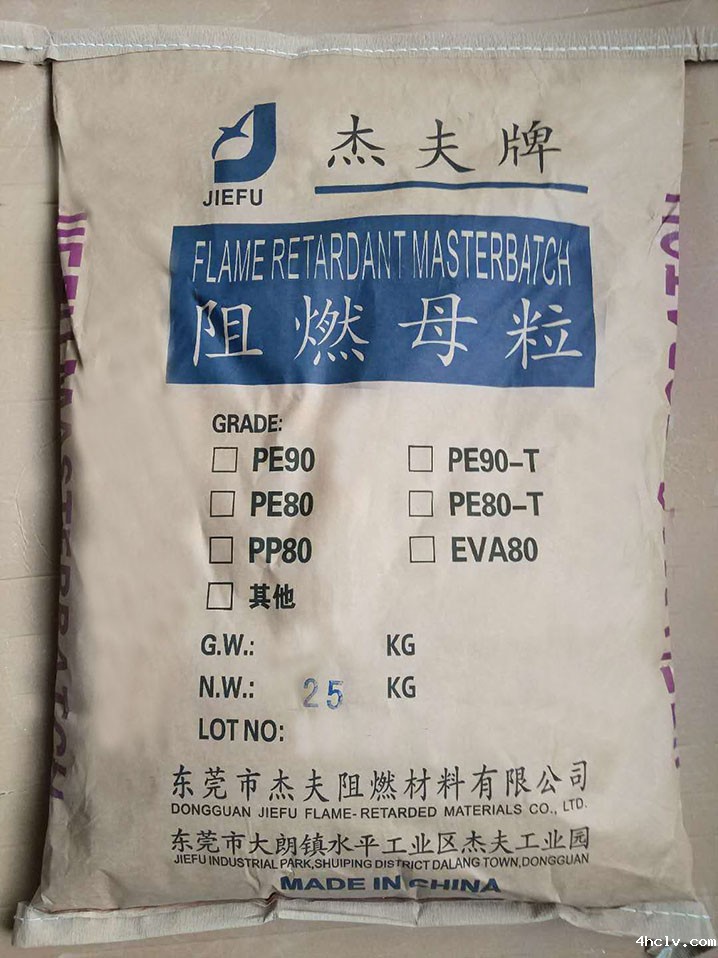 JIEFU
杰夫牌
FLAME RETARDANT MASTERBATCH
阻燃母粒
GRADE:
PE90 PE90-T
PE80 PE80-T
PP80 EVA80
其他
G.W.: KG
N.W.: 25 KG
LOT NO:
东莞市杰夫阻燃材料有限公司
DONGGUAN JIEFU FLAME-RETARDED MATERIALS CO., LTD.
东莞市大朗镇水平工业区杰夫工业园
JIEFU INDUSTRIAL PARK,SHUIPING DISTRICT DALANG TOWN,DONGGUAN
MADE IN CHINA
4hclv.com